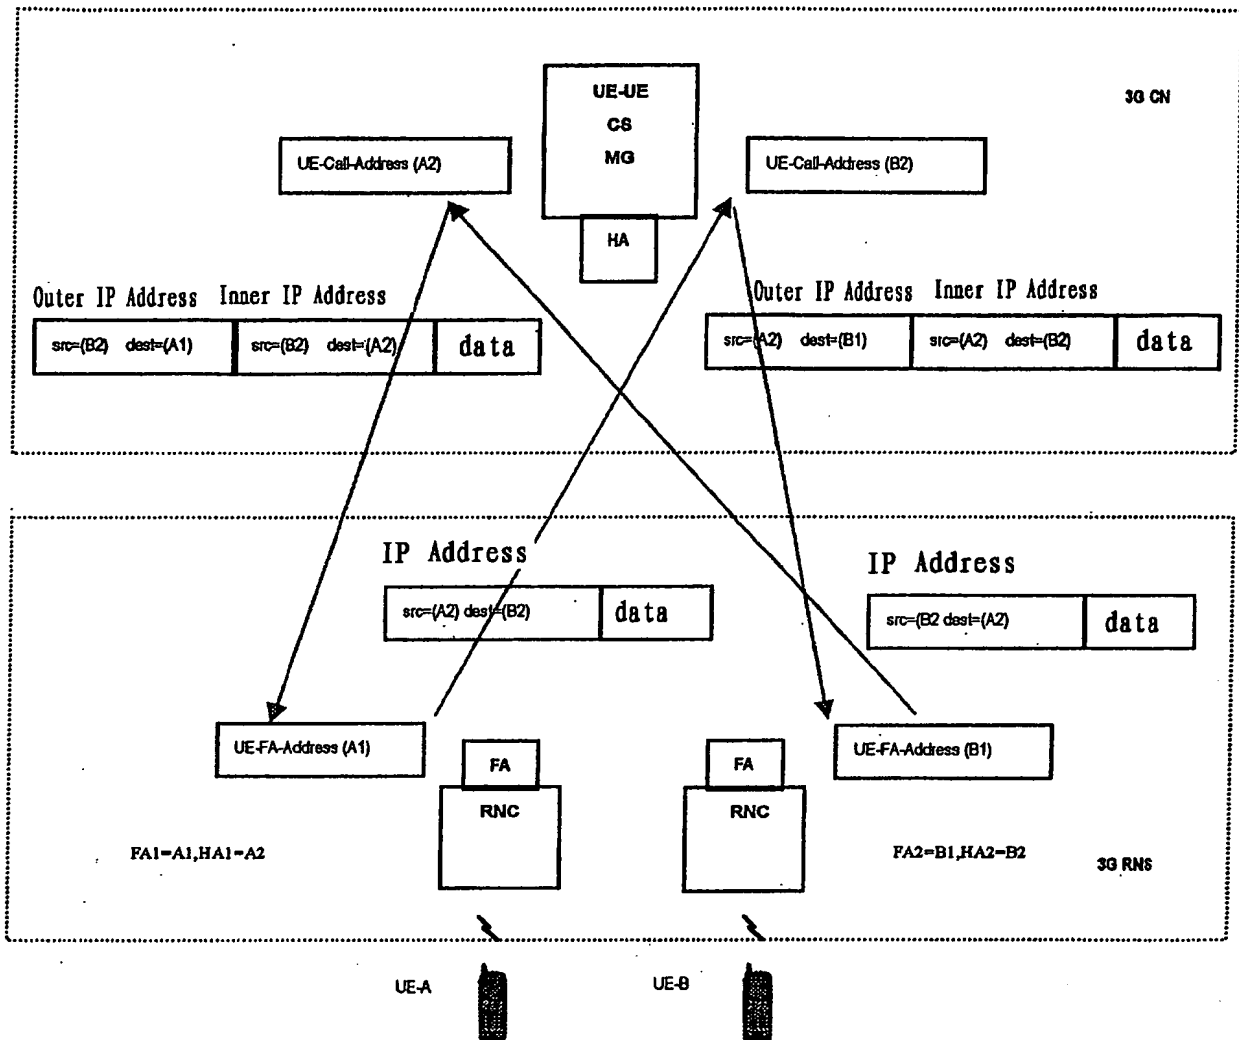 UE-UE
CS
MG
3G CN
UE-Call-Address (A2)
UE-Call-Address (B2)
HA
Outer IP Address Inner IP Address
Outer IP Address Inner IP Address
src=(B2) dest=(A1) src=(B2) dest=(A2) data
src=(A2) dest=(B1) src=(A2) dest=(B2) data
IP Address
IP Address
src=(A2) dest=(B2) data
src=(B2 dest=(A2) data
UE-FA-Address (A1)
FA
FA
UE-FA-Address (B1)
RNC
RNC
FA1=A1,HA1=A2
FA2=B1,HA2=B2
3G RNS
UE-A
UE-B